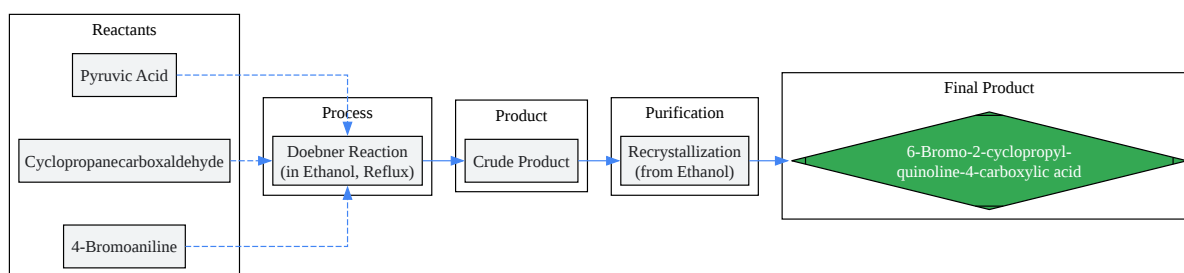 Reactants
Pyruvic Acid
Cyclopropanecarboxaldehyde
4-Bromoaniline
Process
Doebner Reaction
(in Ethanol, Reflux)
Product
Crude Product
Purification
Recrystallization
(from Ethanol)
Final Product
6-Bromo-2-cyclopropyl-
quinoline-4-carboxylic acid